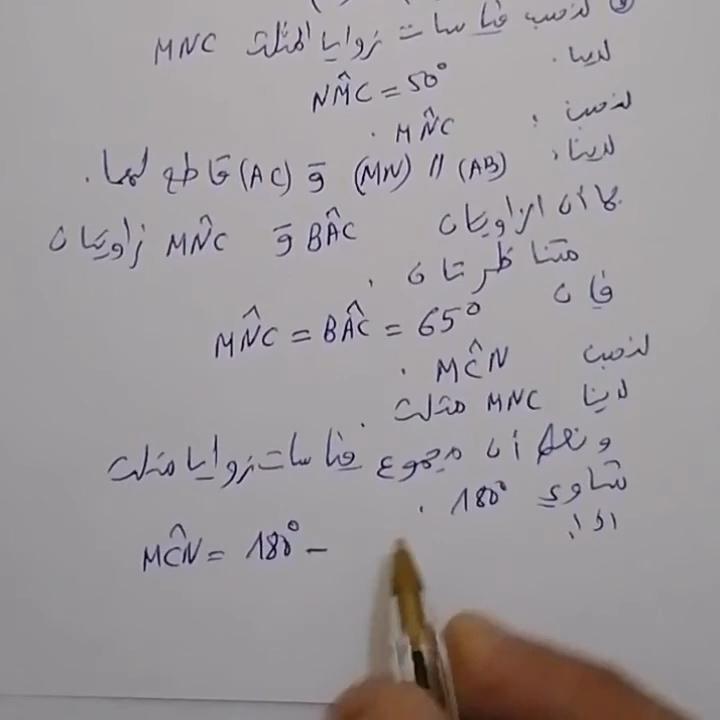 لنحسب قياسات زوايا المثلث MNC
لدينا.
NM̂C = 50°
لنحسب : MN̂C .
لدينا، (AB) // (MN) و (AC) قاطع لهما.
بما أن الزاويتان BÂC و MN̂C زاويتان
متناظرتان .
فإن
MN̂C = BÂC = 65°
لنحسب MĈN .
لدينا MNC مثلث .
ونعلم أن مجموع قياسات زوايا مثلث
تساوي 180° .
اذا.
MĈN = 180° –